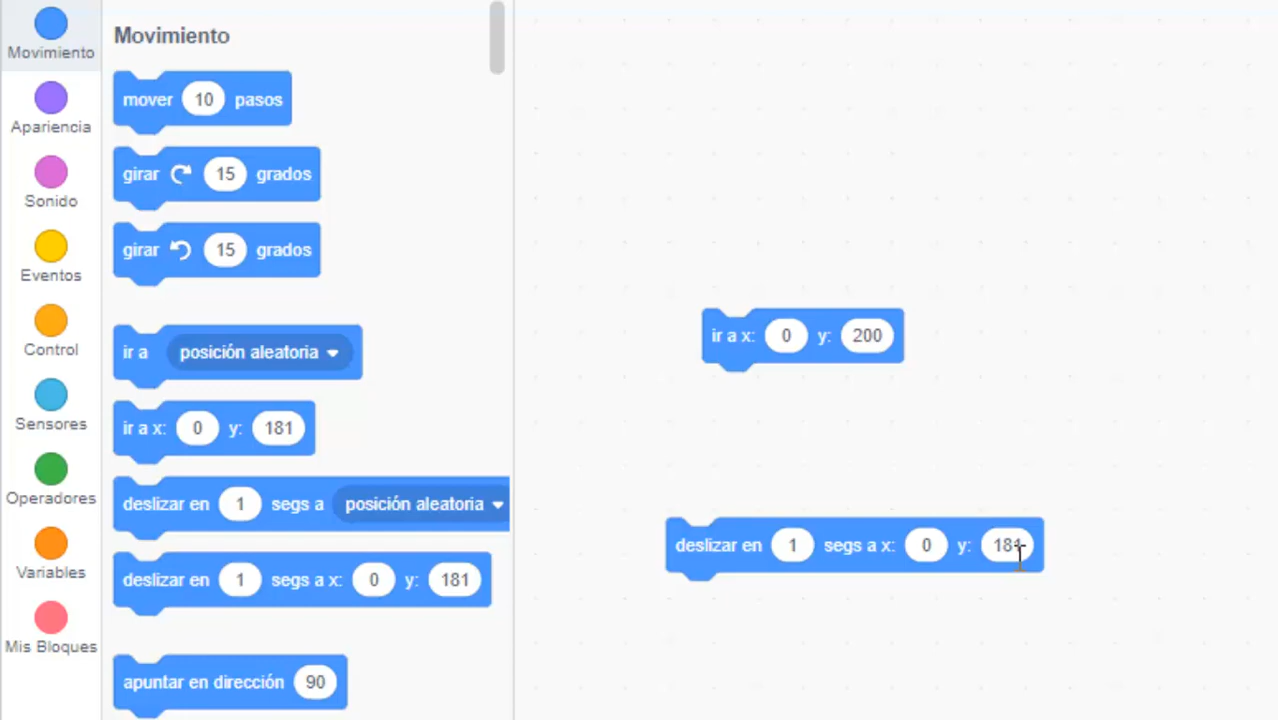 Movimiento
Apariencia
Sonido
Eventos
Control
Sensores
Operadores
Variables
Mis Bloques
Movimiento
mover 10 pasos
girar 15 grados
girar 15 grados
ir a posición aleatoria
ir a x: 0 y: 181
deslizar en 1 segs a posición aleatoria
deslizar en 1 segs a x: 0 y: 181
apuntar en dirección 90
ir a x: 0 y: 200
deslizar en 1 segs a x: 0 y: 181